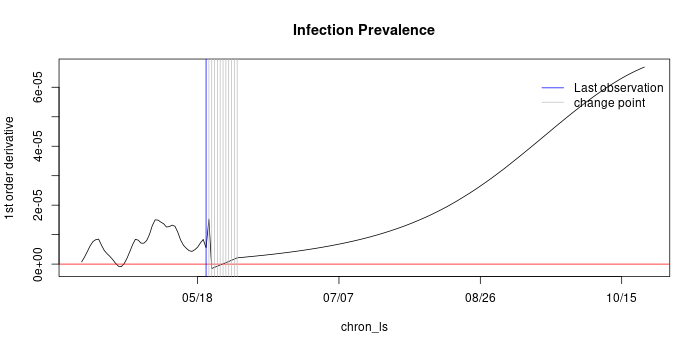 Infection Prevalence
1st order derivative
6e-05
4e-05
2e-05
0e+00
Last observation
change point
05/18
07/07
08/26
10/15
chron_ls